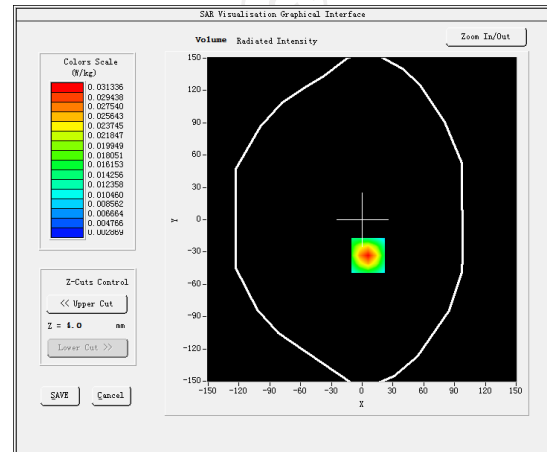 SAR Visualisation Graphical Interface
Volume Radiated Intensity
Zoom In/Out
Colors Scale
(W/kg)
0.031336
0.029438
0.027540
0.025643
0.023745
0.021847
0.019949
0.018051
0.016153
0.014256
0.012358
0.010460
0.008562
0.006664
0.004766
0.002869
150
120
90
60
30
0
-30
-60
-90
-120
-150
Y
-150 -120 -90 -60 -30 0 30 60 90 120 150
X
Z-Cuts Control
<< Upper Cut
Z = 4.0 mm
Lower Cut >>
SAVE Cancel